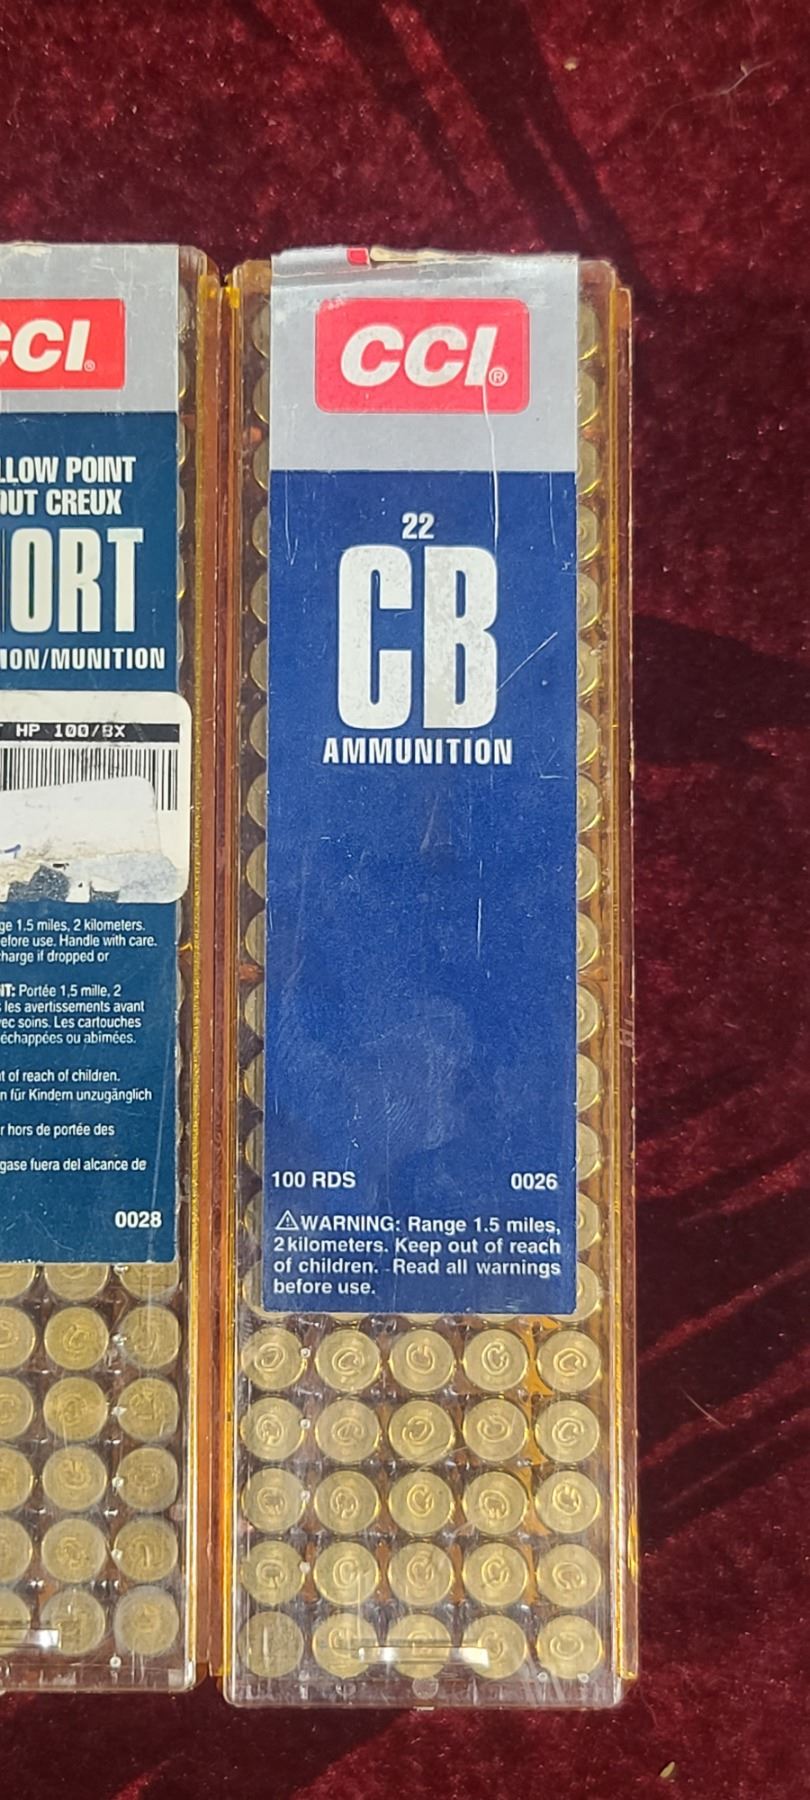 CCI®
LLOW POINT
OUT CREUX
ORT
ION/MUNITION
HP 100/BX
ge 1.5 miles, 2 kilometers.
efore use. Handle with care.
charge if dropped or
NT: Portée 1,5 mille, 2
les avertissements avant
ec soins. Les cartouches
échappées ou abîmées.
t of reach of children.
n für Kindern unzugänglich
r hors de portée des
gase fuera del alcance de
0028
CCI®
22
CB
AMMUNITION
100 RDS 0026
⚠WARNING: Range 1.5 miles,
2 kilometers. Keep out of reach
of children. Read all warnings
before use.